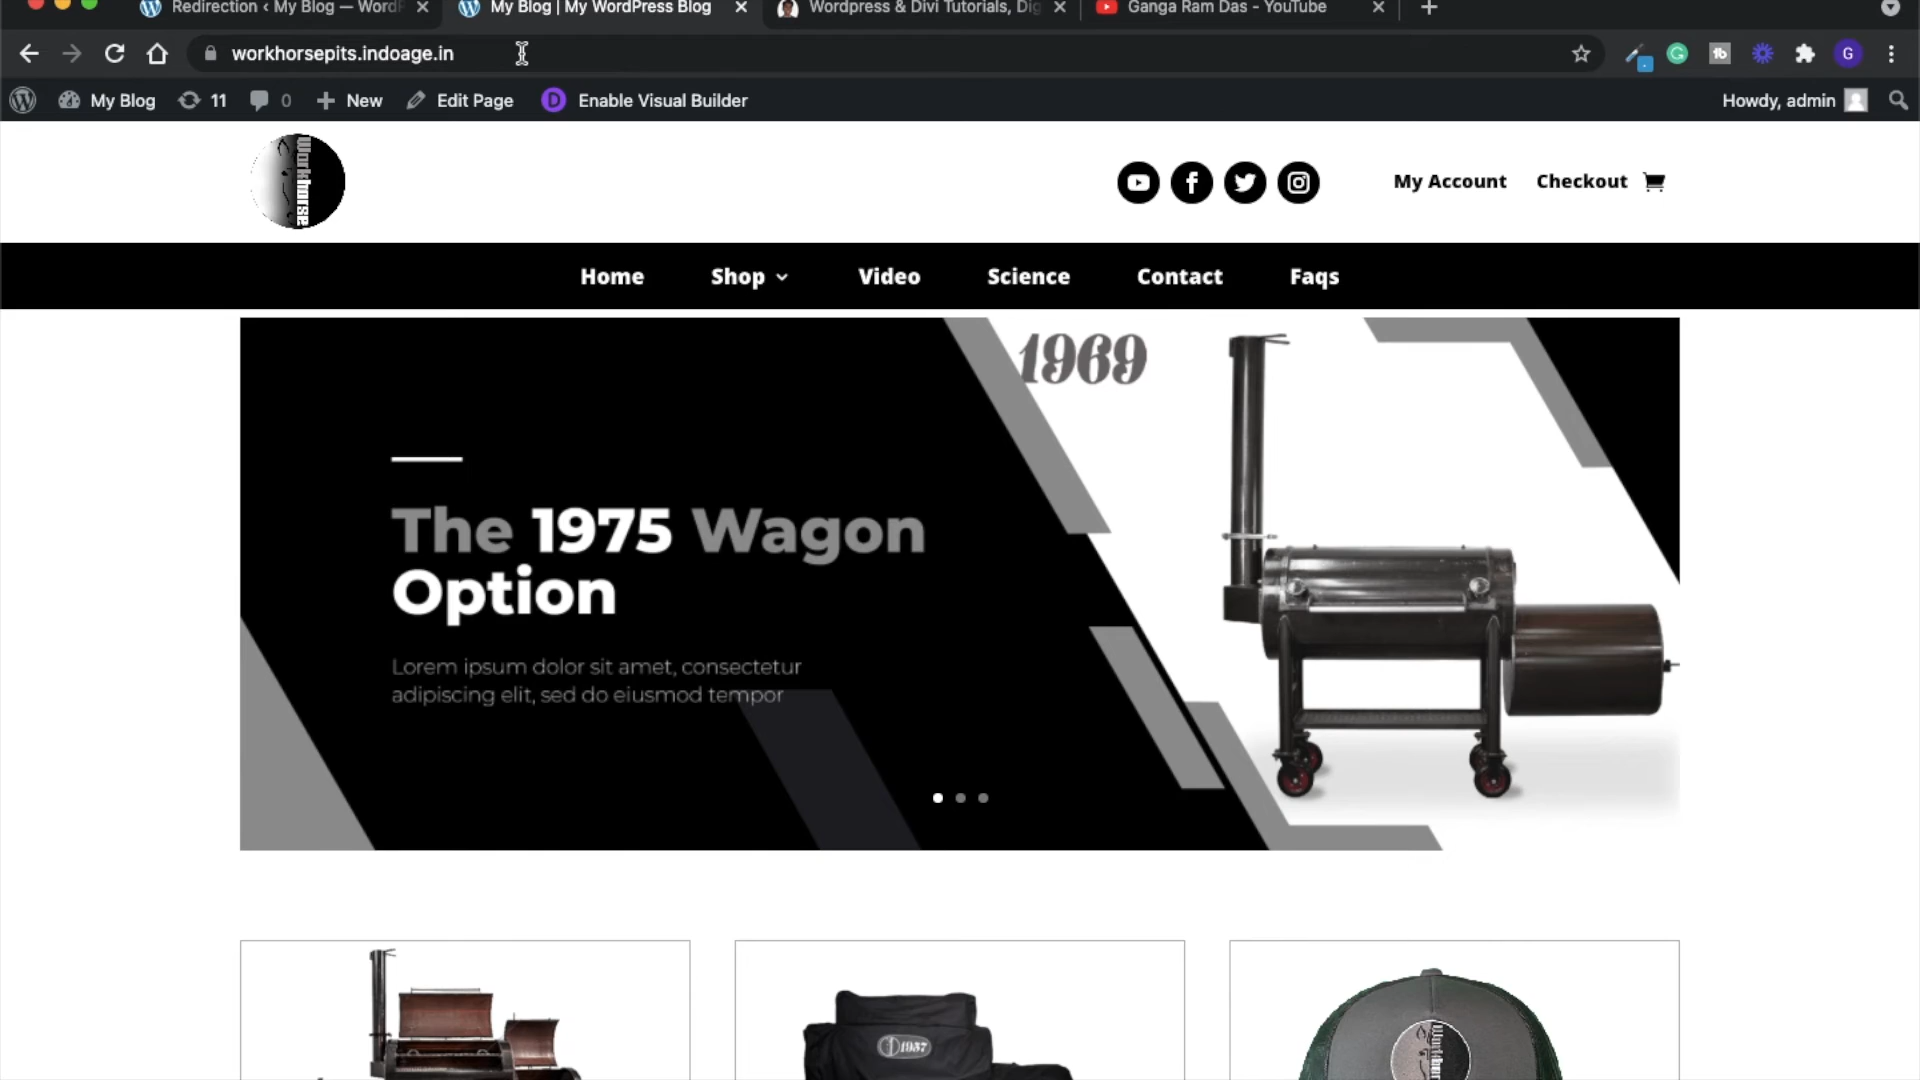 Redirection ‹ My Blog — WordP
My Blog | My WordPress Blog
Wordpress & Divi Tutorials, Dig
Ganga Ram Das - YouTube
workhorsepits.indoage.in
G
My Blog 11 0 New Edit Page D Enable Visual Builder Howdy, admin
Workhorse
My Account Checkout
Home Shop Video Science Contact Faqs
1969
The 1975 Wagon
Option
Lorem ipsum dolor sit amet, consectetur
adipiscing elit, sed do eiusmod tempor
1957